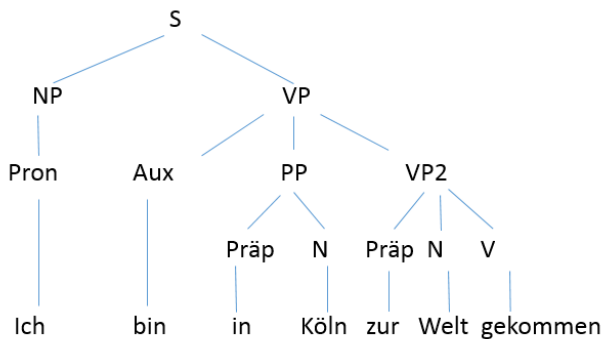 S
NP VP
Pron Aux PP VP2
Präp N Präp N V
Ich bin in Köln zur Welt gekommen